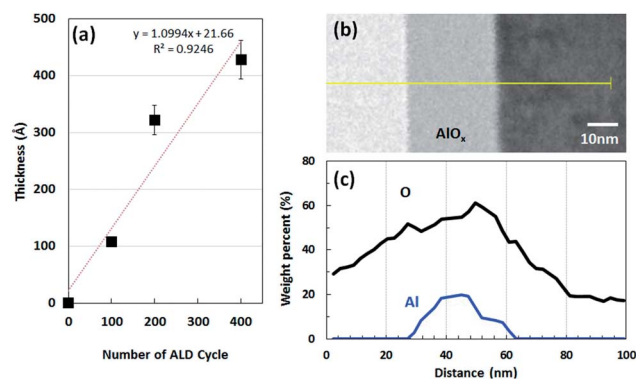 (a)
y = 1.0994x + 21.66
R² = 0.9246
Thickness (Å)
500
400
300
200
100
0
0 100 200 300 400
Number of ALD Cycle
(b)
AlOₓ
10nm
(c)
O
Al
Weight percent (%)
80
60
40
20
0
0 20 40 60 80 100
Distance (nm)